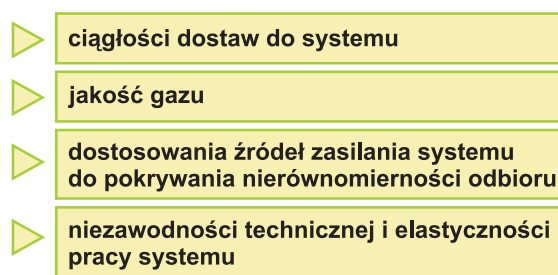 ciągłości dostaw do systemu
jakość gazu
dostosowania źródeł zasilania systemu
do pokrywania nierównomierności odbioru
niezawodności technicznej i elastyczności
pracy systemu